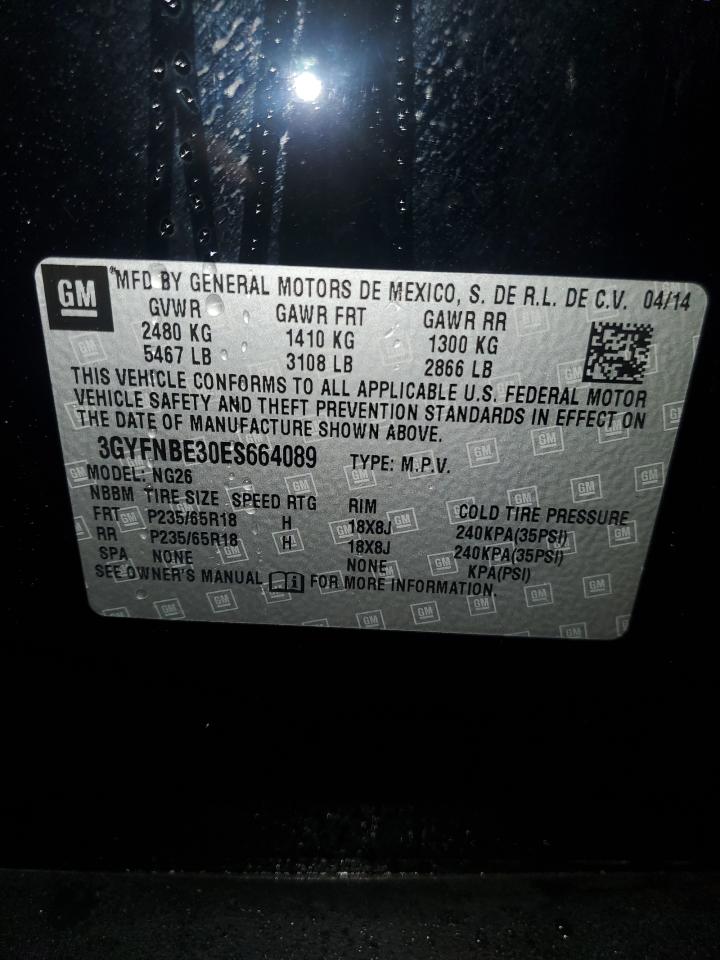 GM
MFD BY GENERAL MOTORS DE MEXICO, S. DE R.L. DE C.V. 04/14
GVWR GAWR FRT GAWR RR
2480 KG 1410 KG 1300 KG
5467 LB 3108 LB 2866 LB
THIS VEHICLE CONFORMS TO ALL APPLICABLE U.S. FEDERAL MOTOR
VEHICLE SAFETY AND THEFT PREVENTION STANDARDS IN EFFECT ON
THE DATE OF MANUFACTURE SHOWN ABOVE.
3GYFNBE30ES664089 TYPE: M.P.V.
MODEL: NG26
NBBM TIRE SIZE SPEED RTG RIM COLD TIRE PRESSURE
FRT P235/65R18 H 18X8J 240KPA(35PSI)
RR P235/65R18 H 18X8J 240KPA(35PSI)
SPA NONE NONE KPA(PSI)
SEE OWNER'S MANUAL FOR MORE INFORMATION.